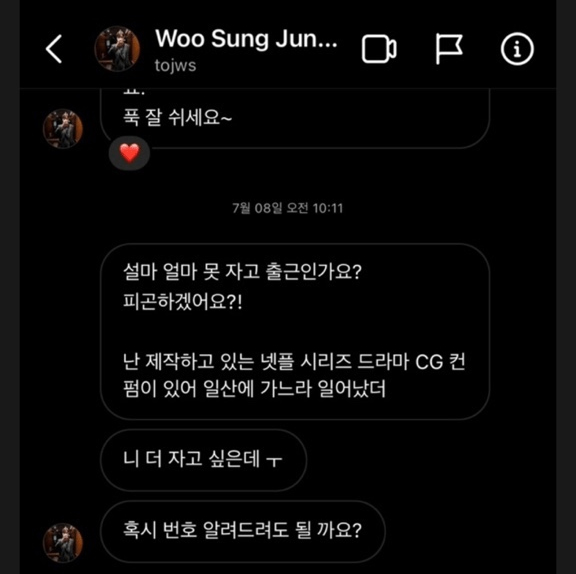 Woo Sung Jun...
tojws
요.
푹 잘 쉬세요~
7월 08일 오전 10:11
설마 얼마 못 자고 출근인가요?
피곤하겠어요?!
난 제작하고 있는 넷플 시리즈 드라마 CG 컨
펌이 있어 일산에 가느라 일어났더
니 더 자고 싶은데 ㅜ
혹시 번호 알려드려도 될 까요?